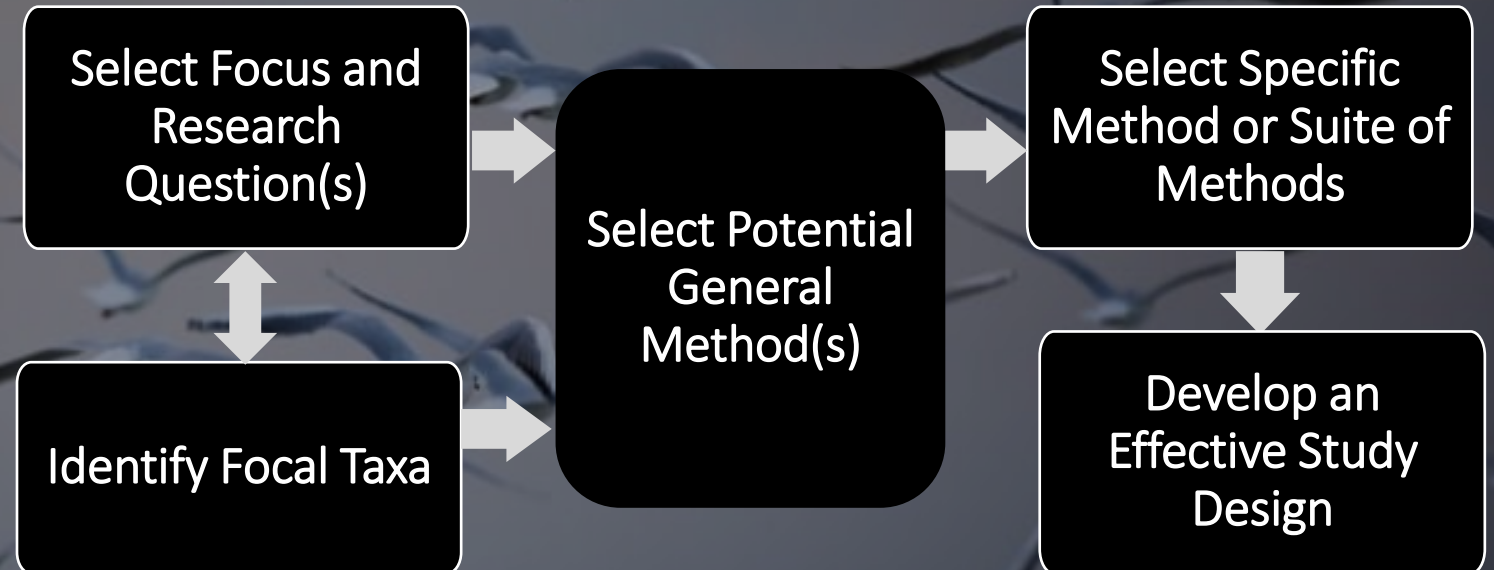 Select Focus and
Research
Question(s)
Identify Focal Taxa
Select Potential
General
Method(s)
Select Specific
Method or Suite of
Methods
Develop an
Effective Study
Design